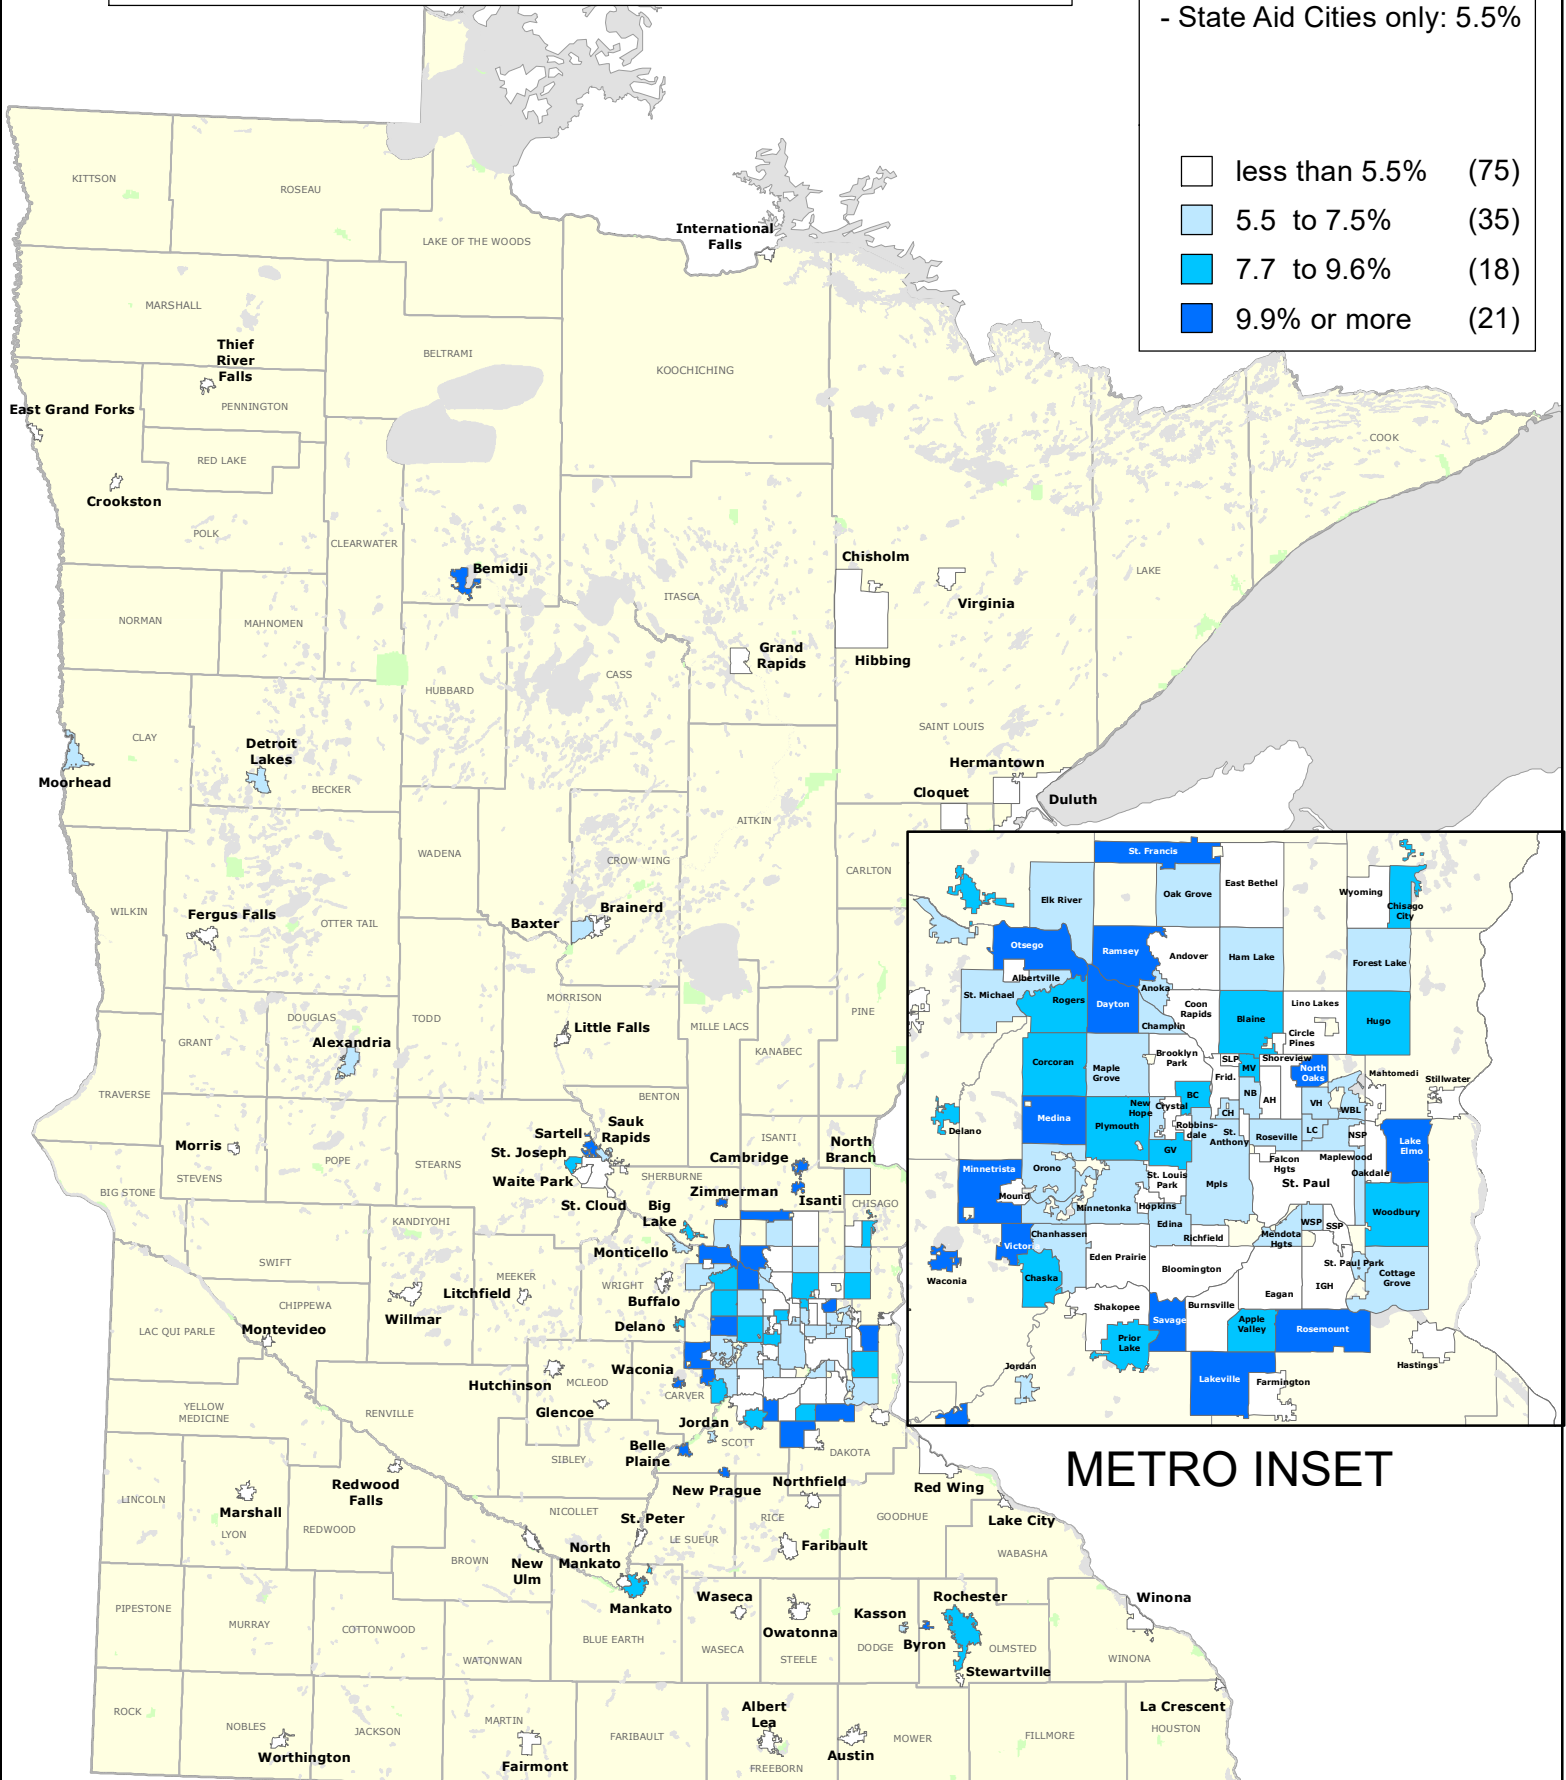 - State Aid Cities only: 5.5%
less than 5.5% (75)
5.5 to 7.5% (35)
7.7 to 9.6% (18)
9.9% or more (21)
KITTSON
ROSEAU
LAKE OF THE WOODS
International
Falls
MARSHALL
Thief
River
Falls
BELTRAMI
KOOCHICHING
PENNINGTON
East Grand Forks
COOK
RED LAKE
Crookston
POLK
CLEARWATER
Chisholm
Bemidji
LAKE
ITASCA
Virginia
NORMAN
MAHNOMEN
Grand
Rapids
Hibbing
CASS
HUBBARD
SAINT LOUIS
CLAY
Detroit
Lakes
Moorhead
BECKER
Hermantown
Cloquet
Duluth
AITKIN
WADENA
CROW WING
CARLTON
WILKIN
Fergus Falls
OTTER TAIL
Baxter
Brainerd
MORRISON
DOUGLAS
TODD
Little Falls
MILLE LACS
PINE
GRANT
Alexandria
KANABEC
TRAVERSE
BENTON
Sauk
Rapids
Sartell
ISANTI
North
Branch
Morris
St. Joseph
Cambridge
POPE
STEARNS
STEVENS
Waite Park
SHERBURNE
BIG STONE
Zimmerman
Isanti
CHISAGO
St. Cloud
Big
Lake
KANDIYOHI
Monticello
SWIFT
MEEKER
WRIGHT
Litchfield
Buffalo
CHIPPEWA
Willmar
Delano
LAC QUI PARLE
Montevideo
Waconia
Hutchinson
MCLEOD
CARVER
YELLOW
MEDICINE
RENVILLE
Glencoe
Jordan
SCOTT
Belle
Plaine
DAKOTA
SIBLEY
Redwood
Falls
New Prague
Northfield
Red Wing
LINCOLN
Marshall
NICOLLET
St. Peter
RICE
GOODHUE
Lake City
LYON
REDWOOD
LE SUEUR
North
Mankato
Faribault
WABASHA
BROWN
New
Ulm
Waseca
Rochester
Winona
PIPESTONE
MURRAY
COTTONWOOD
Mankato
Kasson
Owatonna
BLUE EARTH
WASECA
STEELE
DODGE
Byron
OLMSTED
WINONA
WATONWAN
Stewartville
Albert
Lea
La Crescent
ROCK
NOBLES
JACKSON
MARTIN
FARIBAULT
MOWER
FILLMORE
HOUSTON
Worthington
Fairmont
FREEBORN
Austin
St. Francis
East Bethel
Wyoming
Elk River
Oak Grove
Chisago
City
Otsego
Ramsey
Andover
Ham Lake
Forest Lake
Albertville
St. Michael
Rogers
Dayton
Anoka
Coon
Rapids
Blaine
Lino Lakes
Hugo
Champlin
Circle
Pines
Corcoran
Maple
Grove
Brooklyn
Park
SLP
Shoreview
MV
Frid.
North
Oaks
Mahtomedi
Stillwater
BC
NB
AH
VH
WBL
Medina
New
Hope
Crystal
CH
Delano
Plymouth
Robbins-
dale
St.
Anthony
Roseville
LC
NSP
Lake
Elmo
GV
Maplewood
Falcon
Hgts
Minnetrista
Orono
St. Louis
Park
Oakdale
St. Paul
Mpls
Mound
Minnetonka
Hopkins
Woodbury
Edina
WSP
SSP
Victoria
Chanhassen
Richfield
Mendota
Hgts
Eden Prairie
Bloomington
St. Paul Park
Waconia
Chaska
Cottage
Grove
IGH
Eagan
Shakopee
Burnsville
Savage
Apple
Valley
Rosemount
Prior
Lake
Jordan
Hastings
Lakeville
Farmington
METRO INSET